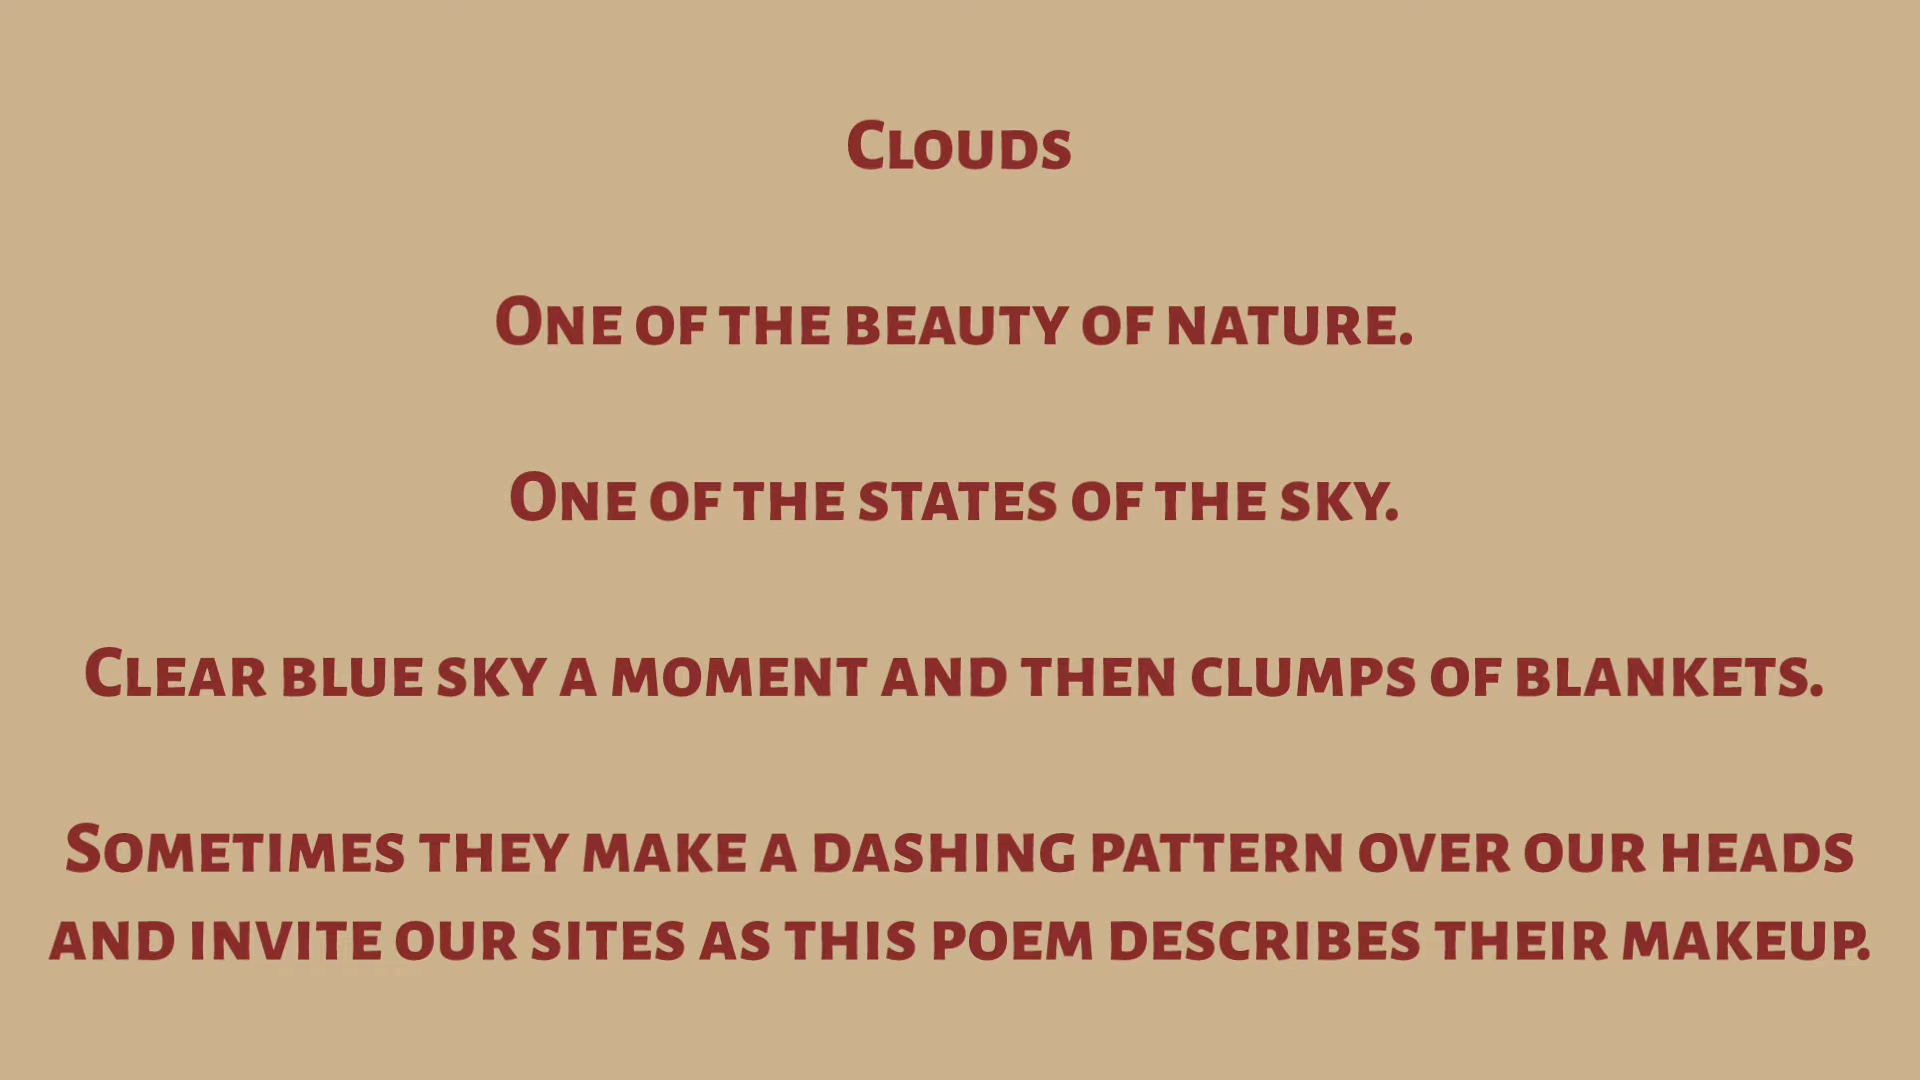 Clouds
One of the beauty of nature.
One of the states of the sky.
Clear blue sky a moment and then clumps of blankets.
Sometimes they make a dashing pattern over our heads
and invite our sites as this poem describes their makeup.